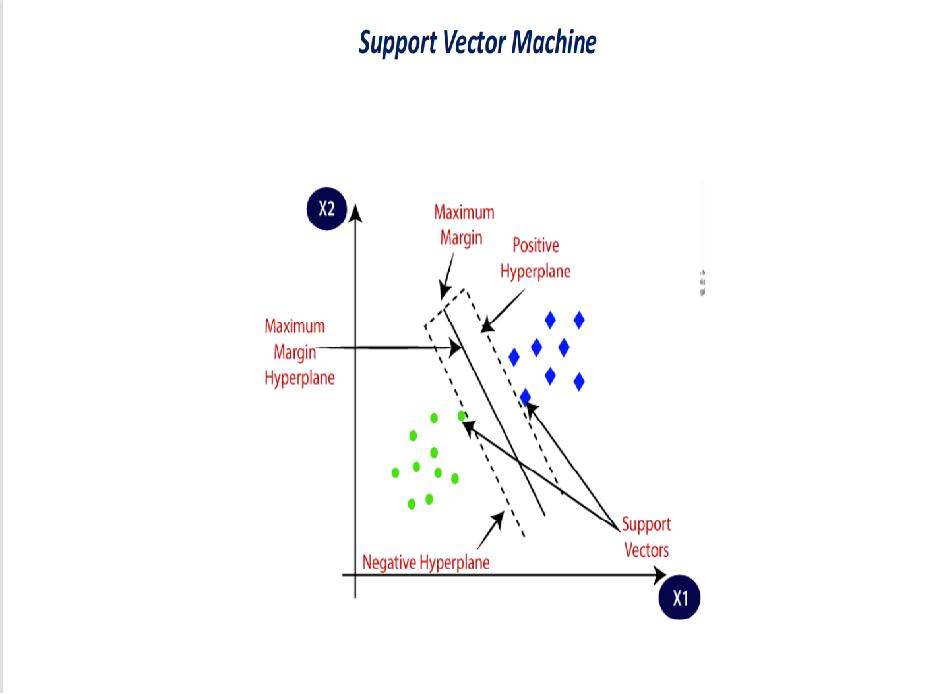 Support Vector Machine
X2
Maximum
Margin
Positive
Hyperplane
Maximum
Margin
Hyperplane
Support
Vectors
Negative Hyperplane
X1